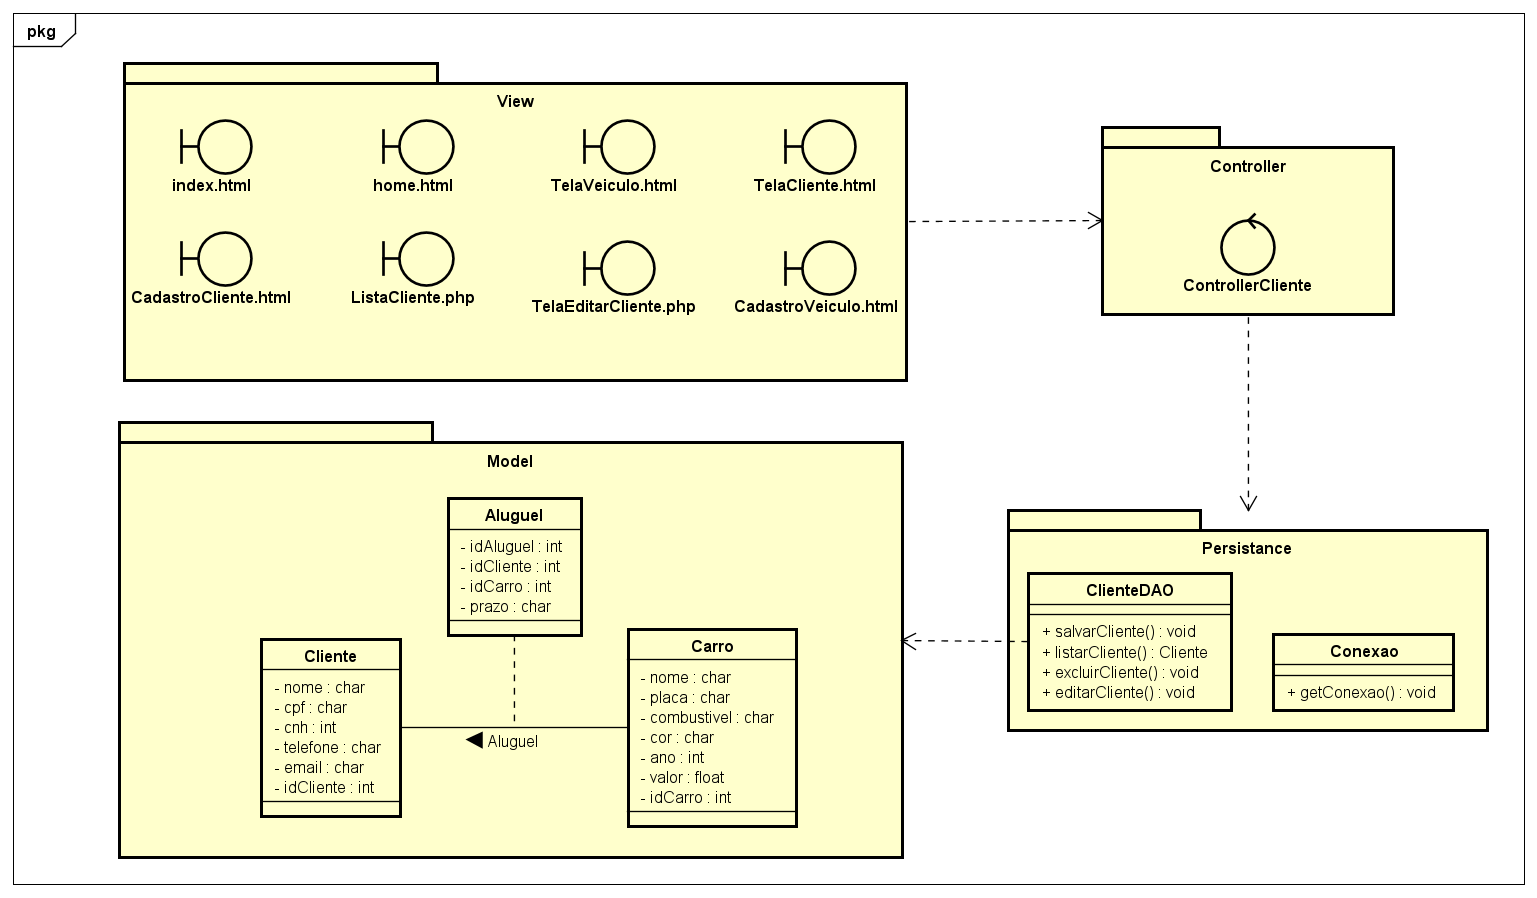 pkg
View
index.html
home.html
TelaVeiculo.html
TelaCliente.html
CadastroCliente.html
ListaCliente.php
TelaEditarCliente.php
CadastroVeiculo.html
Controller
ControllerCliente
Model
Aluguel
- idAluguel : int
- idCliente : int
- idCarro : int
- prazo : char
Cliente
- nome : char
- cpf : char
- cnh : int
- telefone : char
- email : char
- idCliente : int
Aluguel
Carro
- nome : char
- placa : char
- combustivel : char
- cor : char
- ano : int
- valor : float
- idCarro : int
Persistance
ClienteDAO
+ salvarCliente() : void
+ listarCliente() : Cliente
+ excluirCliente() : void
+ editarCliente() : void
Conexao
+ getConexao() : void